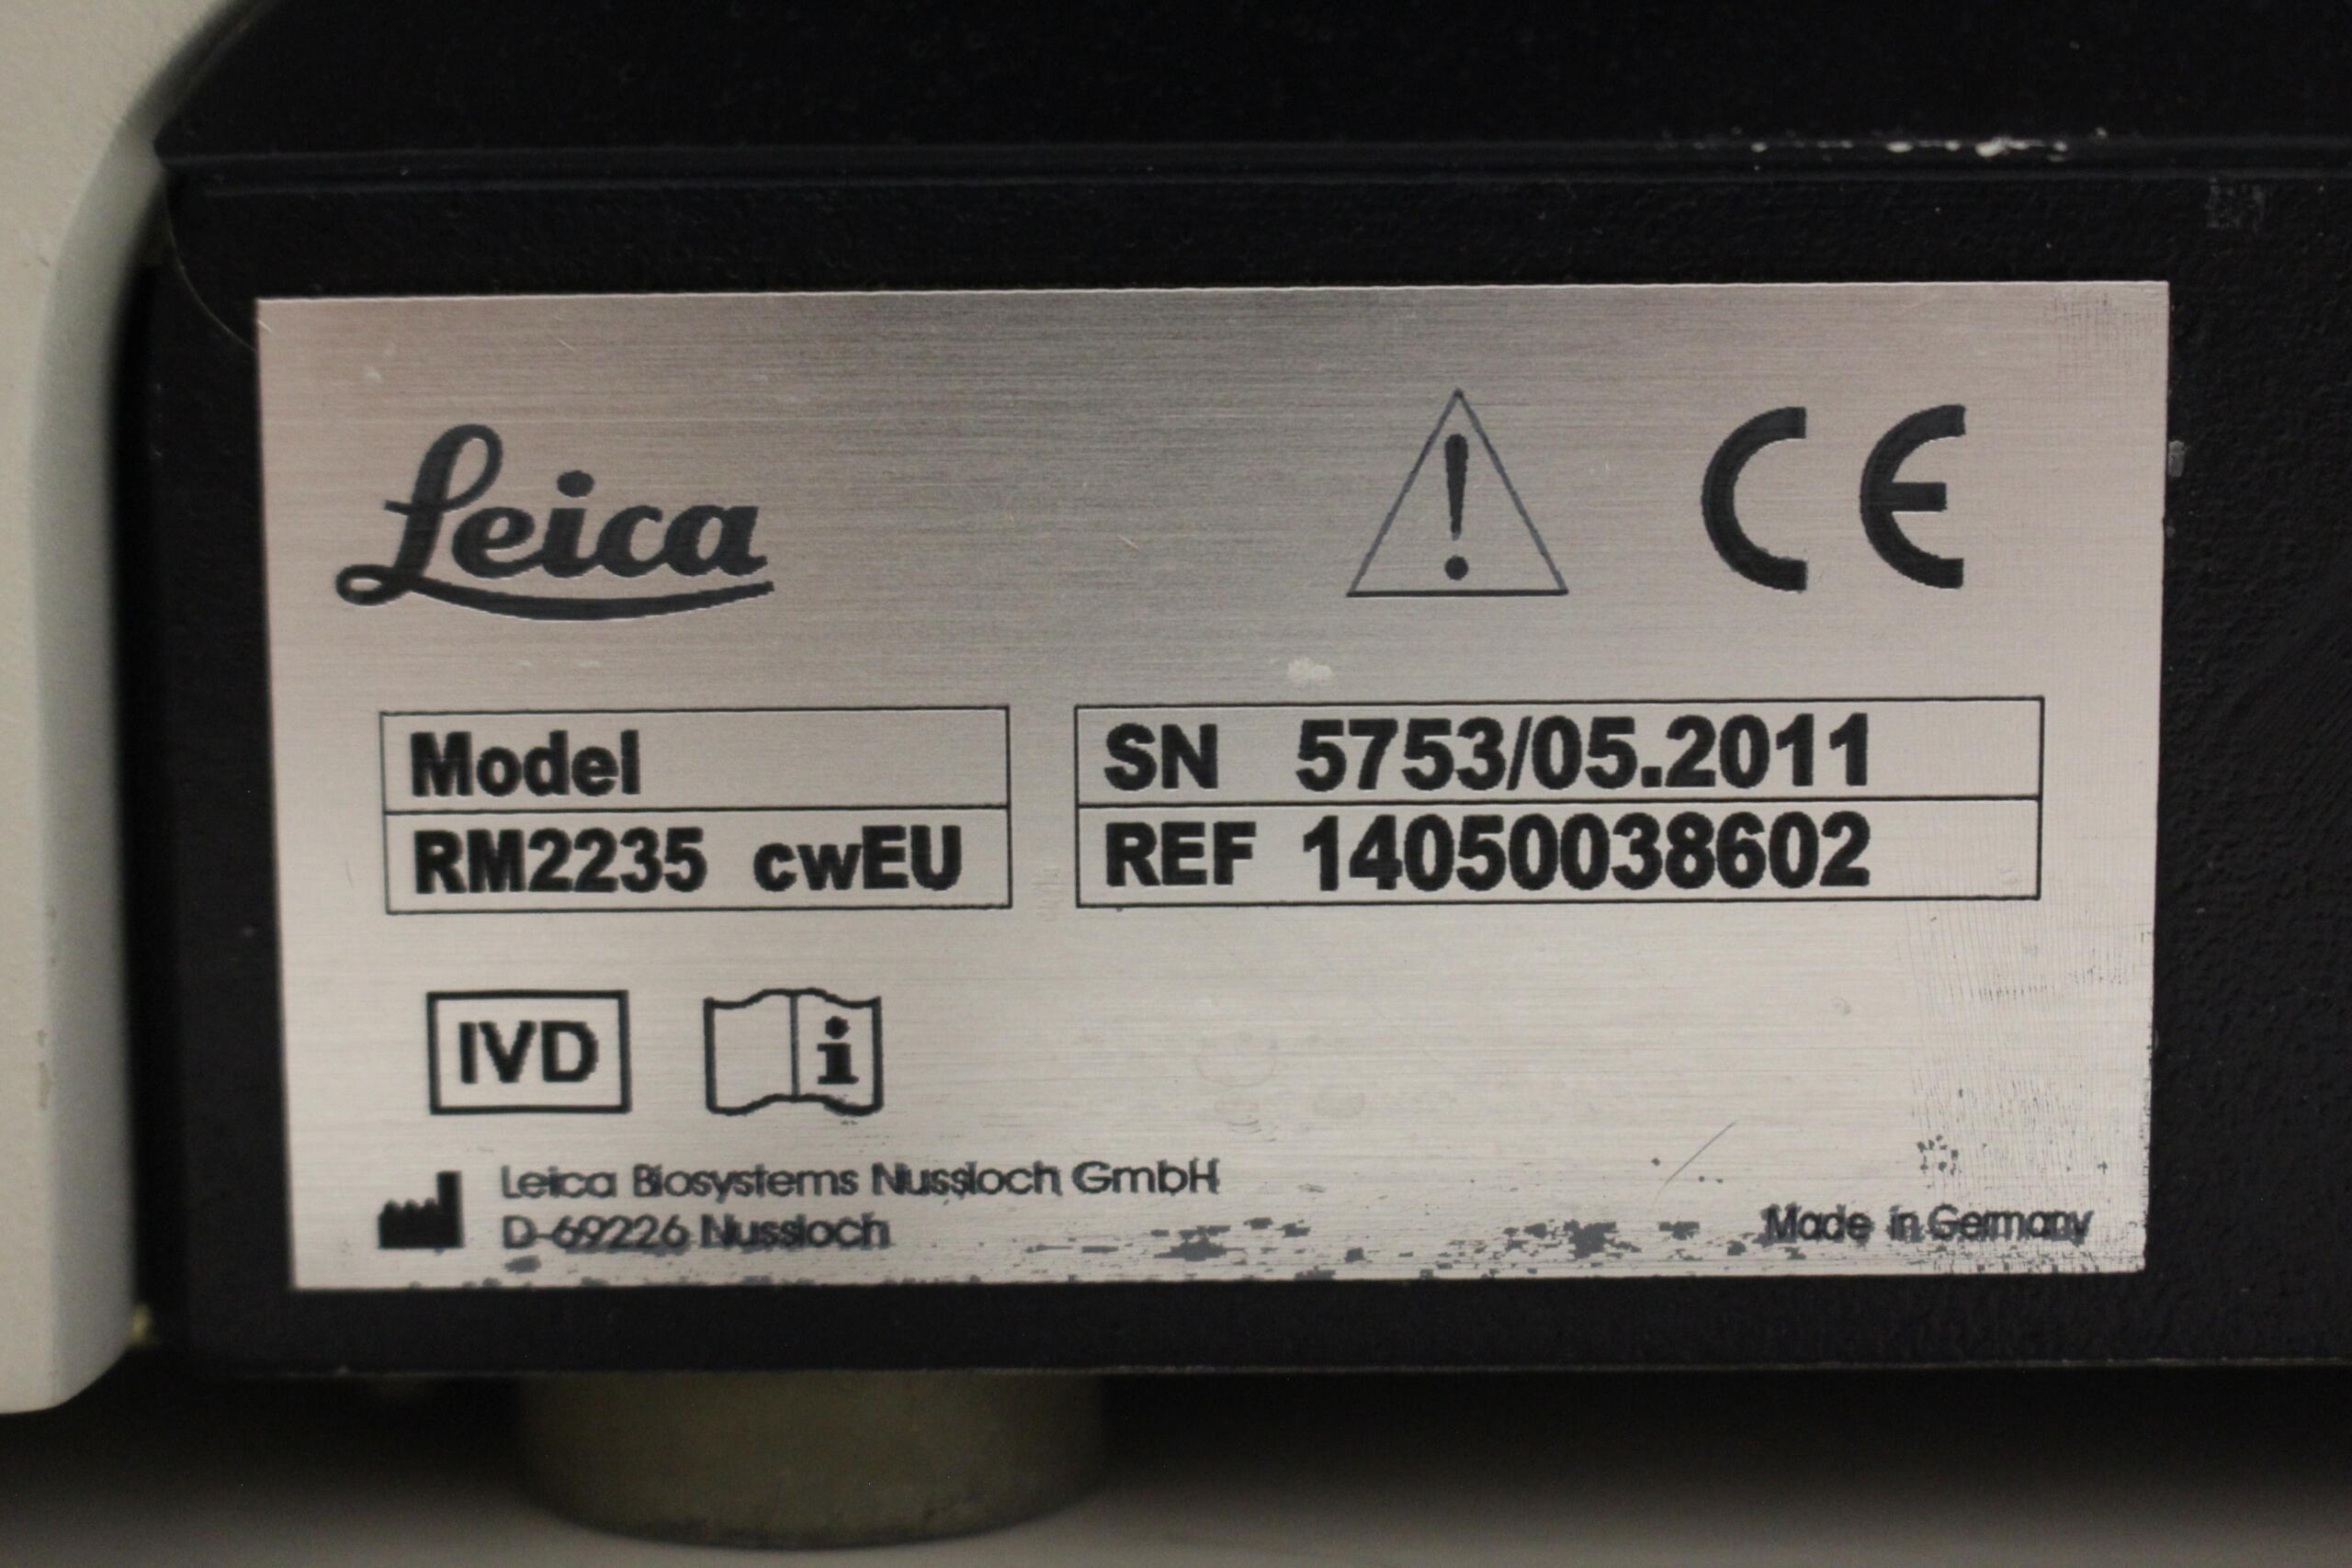 Leica
CE
Model
RM2235 cwEU
SN 5753/05.2011
REF 14050038602
IVD
i
Leica Biosystems Nussloch GmbH
D-69226 Nussloch
Made in Germany